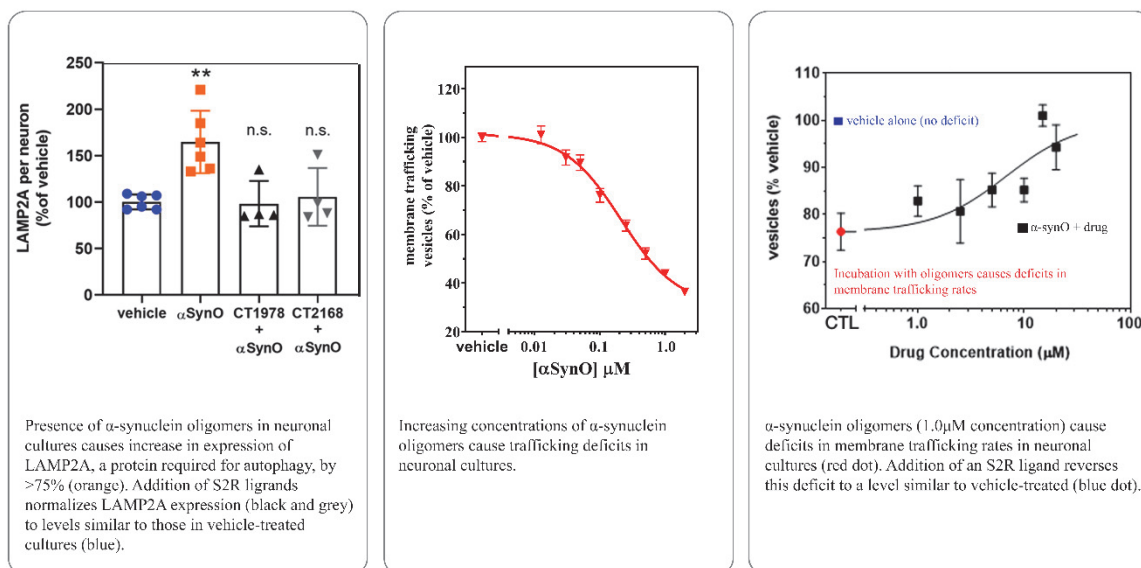 LAMP2A per neuron
(%of vehicle)
250
200
150
100
50
0
**
n.s.
n.s.
vehicle
αSynO
CT1978
+
αSynO
CT2168
+
αSynO
Presence of α-synuclein oligomers in neuronal
cultures causes increase in expression of
LAMP2A, a protein required for autophagy, by
>75% (orange). Addition of S2R ligrands
normalizes LAMP2A expression (black and grey)
to levels similar to those in vehicle-treated
cultures (blue).
membrane trafficking
vesicles (% of vehicle)
120
100
80
60
40
20
vehicle
0.01
0.1
1.0
[αSynO] μM
Increasing concentrations of α-synuclein
oligomers cause trafficking deficits in
neuronal cultures.
vesicles (% vehicle)
110
100
90
80
70
60
vehicle alone (no deficit)
α-synO + drug
Incubation with oligomers causes deficits in
membrane trafficking rates
CTL
1.0
10
100
Drug Concentration (μM)
α-synuclein oligomers (1.0μM concentration) cause
deficits in membrane trafficking rates in neuronal
cultures (red dot). Addition of an S2R ligand reverses
this deficit to a level similar to vehicle-treated (blue dot).